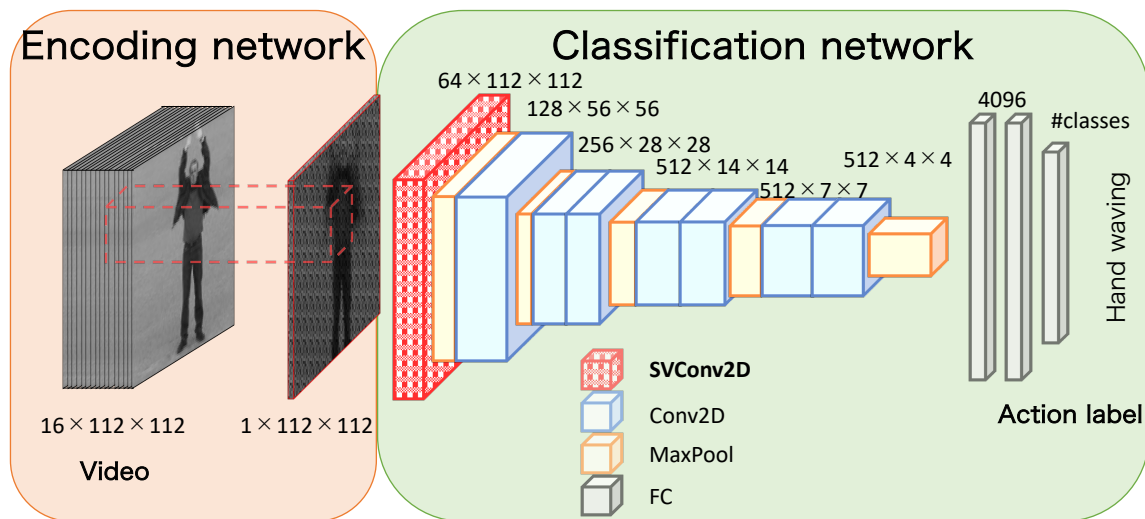 Encoding network
Classification network
64 × 112 × 112
128 × 56 × 56
256 × 28 × 28
512 × 14 × 14
512 × 7 × 7
512 × 4 × 4
4096
#classes
Hand waving
16 × 112 × 112
1 × 112 × 112
Video
SVConv2D
Conv2D
MaxPool
FC
Action label